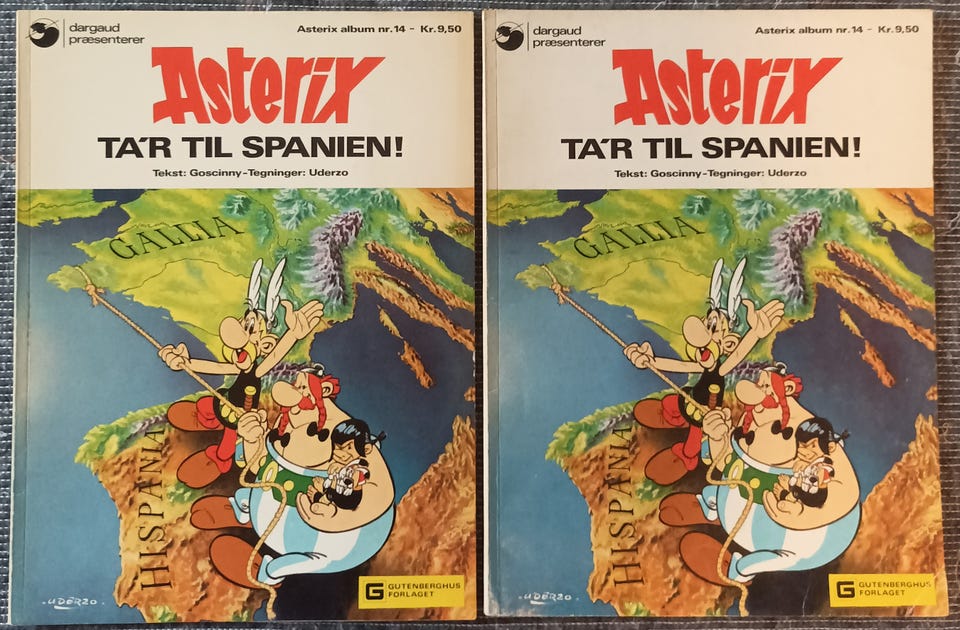 dargaud
præsenterer
Asterix album nr. 14 - Kr. 9,50
Asterix
TA'R TIL SPANIEN!
Tekst: Goscinny-Tegninger: Uderzo
GALLIA
HISPANIA
UDERZO
G GUTENBERGHUS
FORLAGET
dargaud
præsenterer
Asterix album nr. 14 - Kr. 9,50
Asterix
TA'R TIL SPANIEN!
Tekst: Goscinny-Tegninger: Uderzo
GALLIA
HISPANIA
UDERZO
G GUTENBERGHUS
FORLAGET